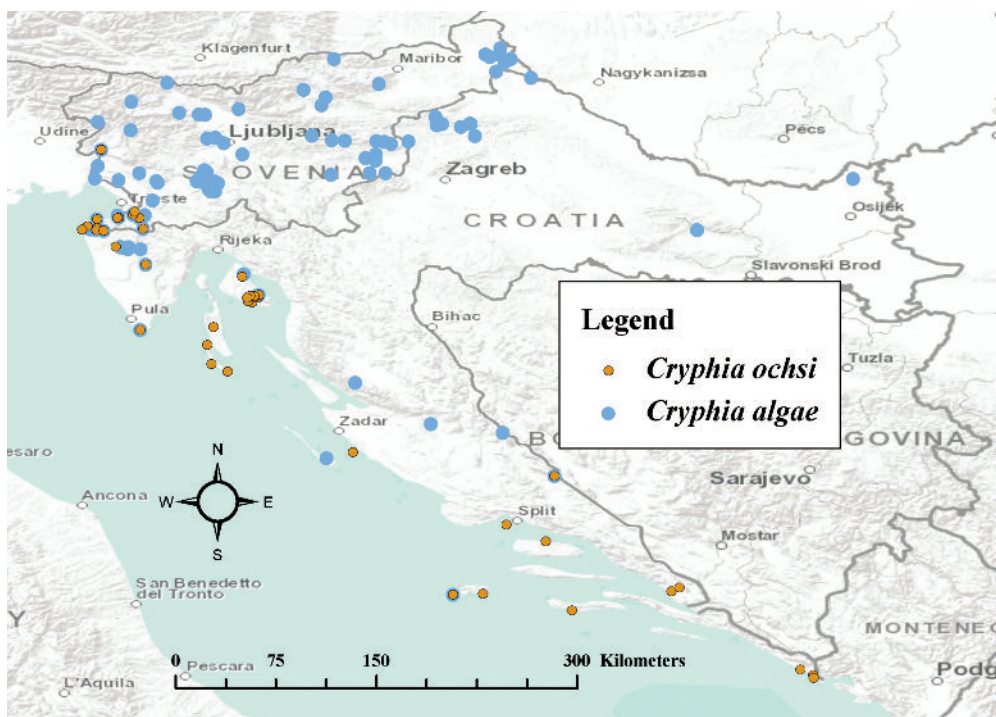 Klagenfurt
Maribor
Nagykanizsa
Udine
Ljubljana
Pécs
SLOVENIA
Zagreb
Trieste
CROATIA
Osijek
Rijeka
Slavonski Brod
Pula
Bihac
Legend
Cryphia ochsi
Cryphia algae
Tuzla
Zadar
GOVINA
esaro
N
Sarajevo
Ancona
W E
S
Split
Mostar
San Benedetto
del Tronto
MONTENEG
0 75 150 300 Kilometers
Pescara
Podg
L'Aquila